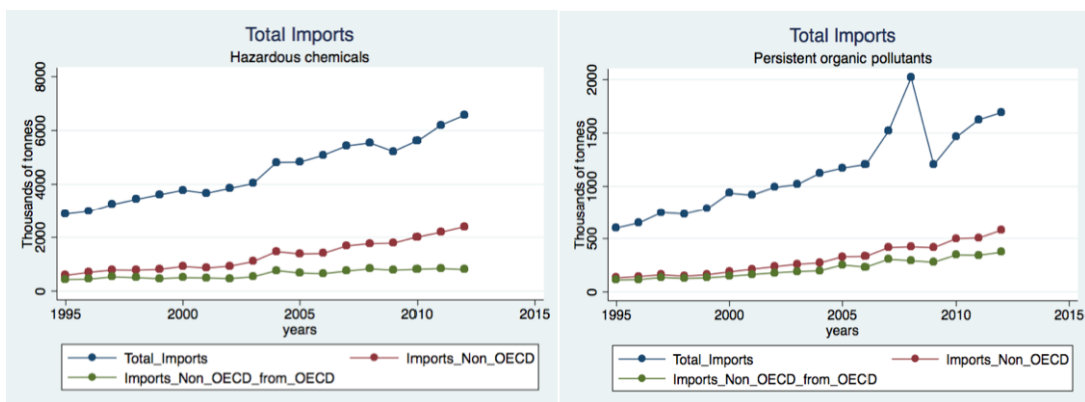 Total Imports
Hazardous chemicals
Thousands of tonnes
8000
6000
4000
2000
0
1995
2000
2005
2010
2015
years
Total_Imports
Imports_Non_OECD
Imports_Non_OECD_from_OECD
Total Imports
Persistent organic pollutants
Thousands of tonnes
2000
1500
1000
500
0
1995
2000
2005
2010
2015
years
Total_Imports
Imports_Non_OECD
Imports_Non_OECD_from_OECD